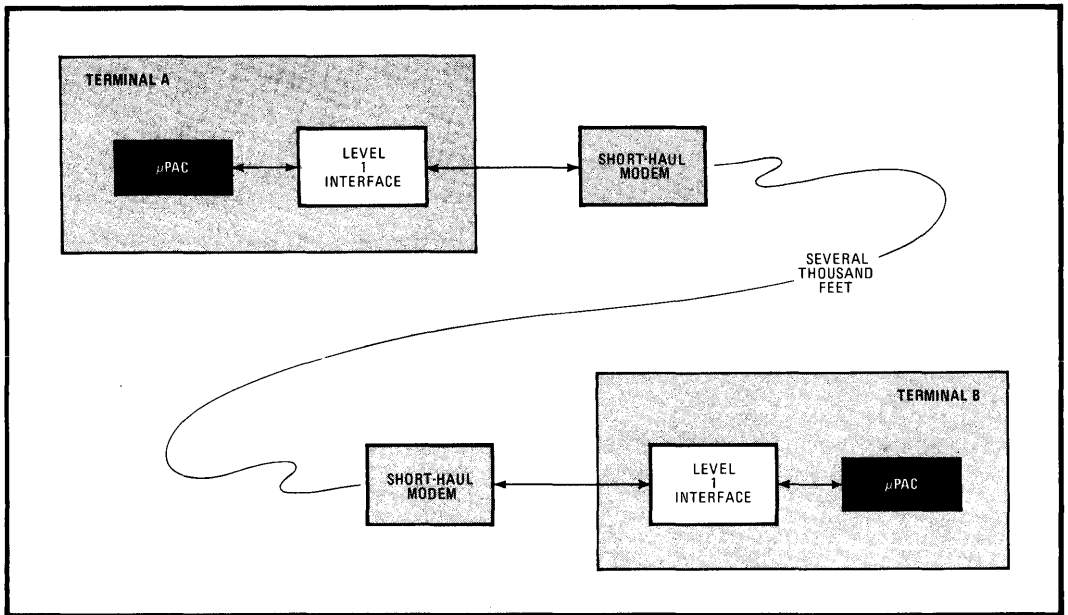 TERMINAL A
μPAC
LEVEL
1
INTERFACE
SHORT-HAUL
MODEM
SEVERAL
THOUSAND
FEET
TERMINAL B
SHORT-HAUL
MODEM
LEVEL
1
INTERFACE
μPAC